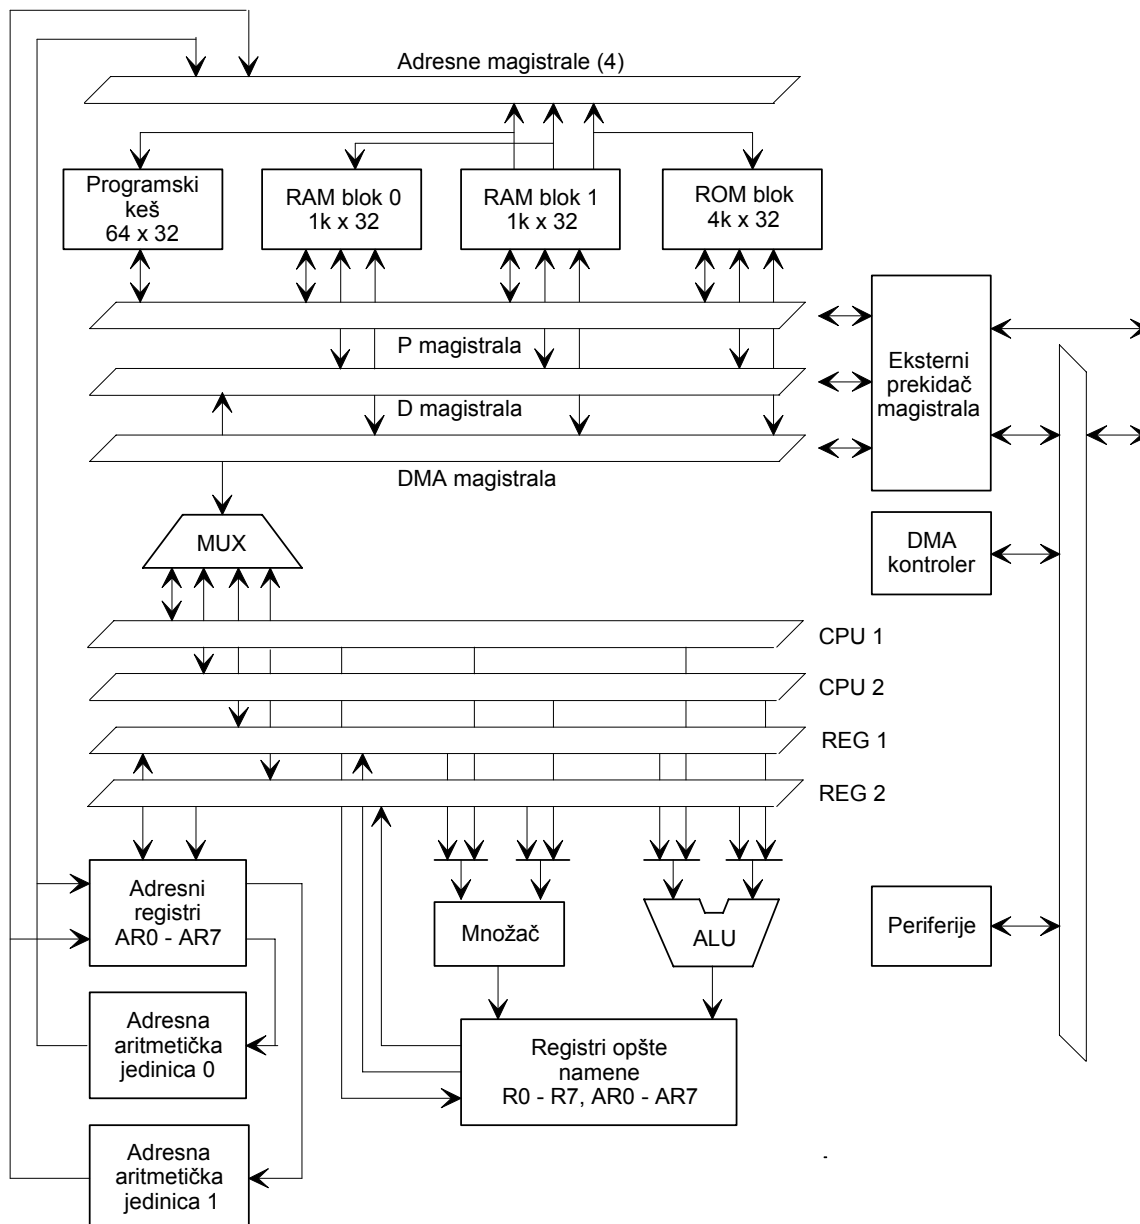 Adresne magistrale (4)
Programski
keš
64 x 32
RAM blok 0
1k x 32
RAM blok 1
1k x 32
ROM blok
4k x 32
P magistrala
D magistrala
DMA magistrala
Eksterni
prekidač
magistrala
MUX
DMA
kontroler
CPU 1
CPU 2
REG 1
REG 2
Adresni
registri
AR0 - AR7
Množač
ALU
Periferije
Adresna
aritmetička
jedinica 0
Registri opšte
namene
R0 - R7, AR0 - AR7
Adresna
aritmetička
jedinica 1